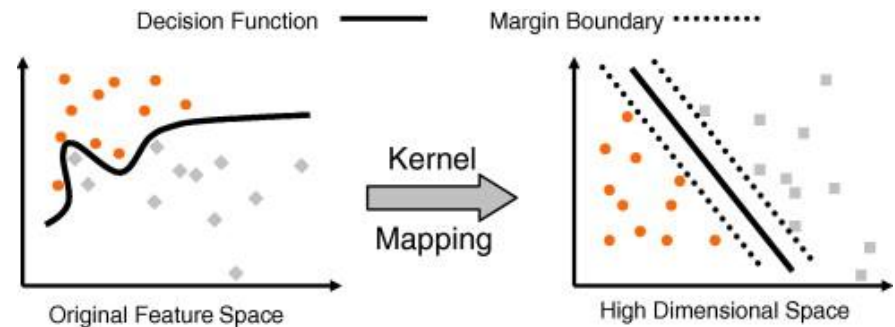 Decision Function
Margin Boundary
Kernel
Mapping
Original Feature Space
High Dimensional Space